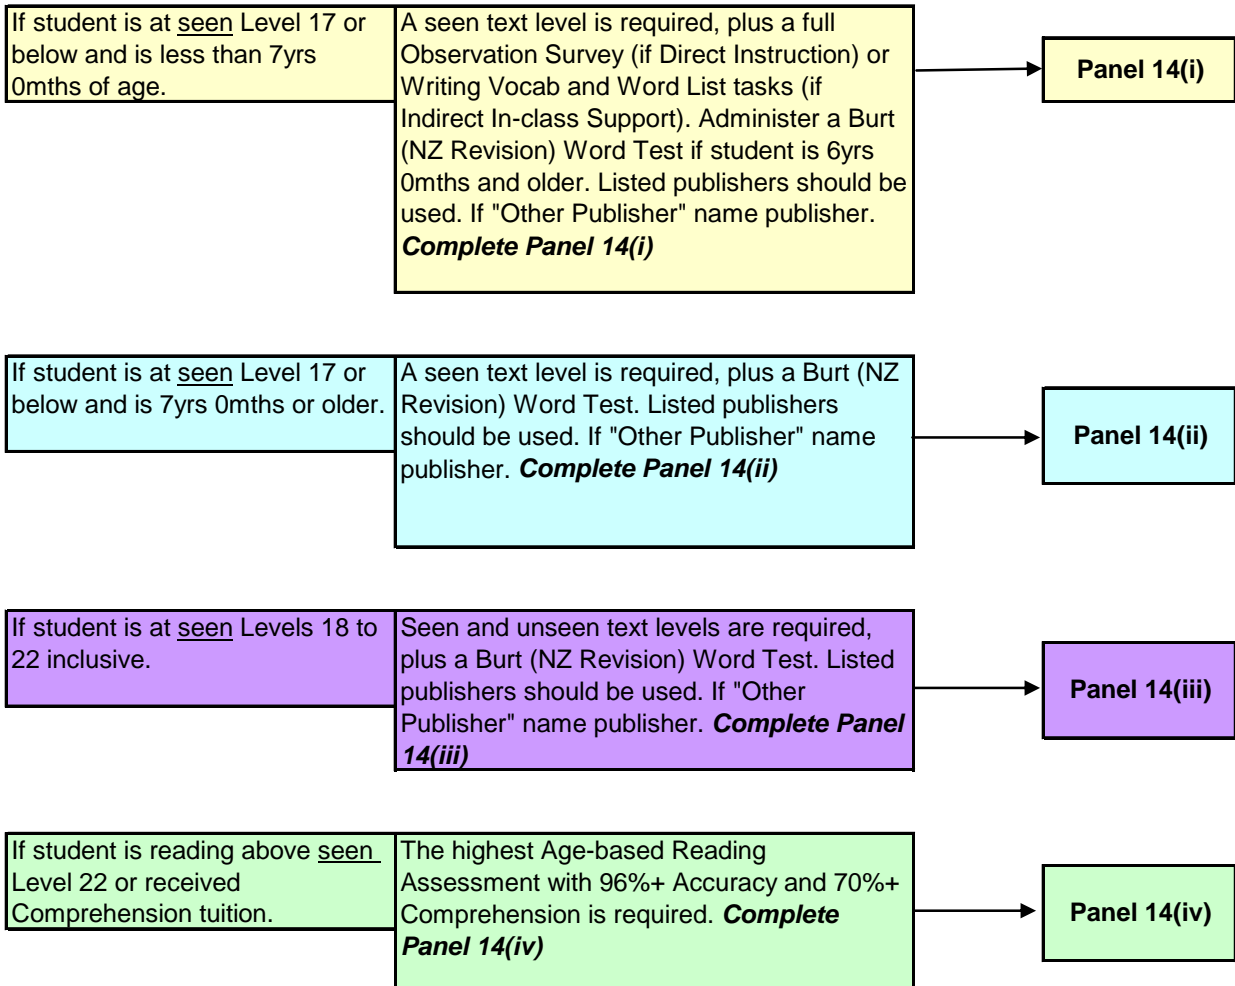 If student is at seen Level 17 or
below and is less than 7yrs
0mths of age.
A seen text level is required, plus a full
Observation Survey (if Direct Instruction) or
Writing Vocab and Word List tasks (if
Indirect In-class Support). Administer a Burt
(NZ Revision) Word Test if student is 6yrs
0mths and older. Listed publishers should be
used. If "Other Publisher" name publisher.
Complete Panel 14(i)
Panel 14(i)
If student is at seen Level 17 or
below and is 7yrs 0mths or older.
A seen text level is required, plus a Burt (NZ
Revision) Word Test. Listed publishers
should be used. If "Other Publisher" name
publisher. Complete Panel 14(ii)
Panel 14(ii)
If student is at seen Levels 18 to
22 inclusive.
Seen and unseen text levels are required,
plus a Burt (NZ Revision) Word Test. Listed
publishers should be used. If "Other
Publisher" name publisher. Complete Panel
14(iii)
Panel 14(iii)
If student is reading above seen
Level 22 or received
Comprehension tuition.
The highest Age-based Reading
Assessment with 96%+ Accuracy and 70%+
Comprehension is required. Complete
Panel 14(iv)
Panel 14(iv)